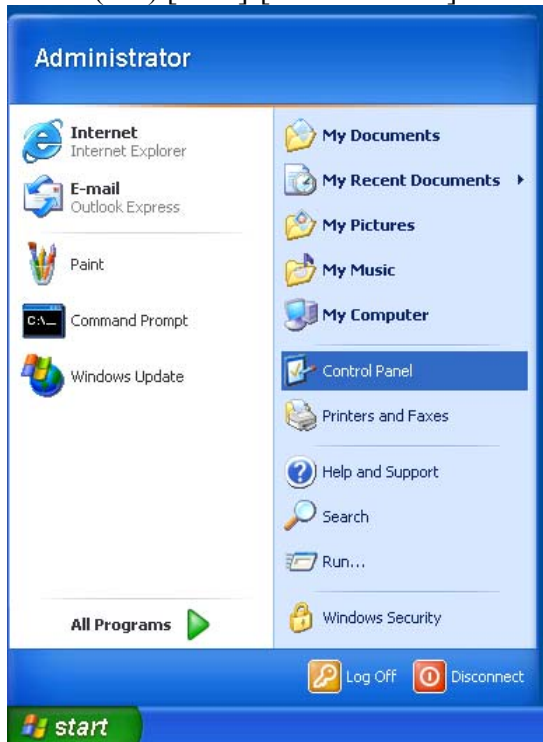 Administrator
Internet
Internet Explorer
E-mail
Outlook Express
Paint
C:\_
Command Prompt
Windows Update
All Programs
My Documents
My Recent Documents
My Pictures
My Music
My Computer
Control Panel
Printers and Faxes
Help and Support
Search
Run...
Windows Security
Log Off
Disconnect
start